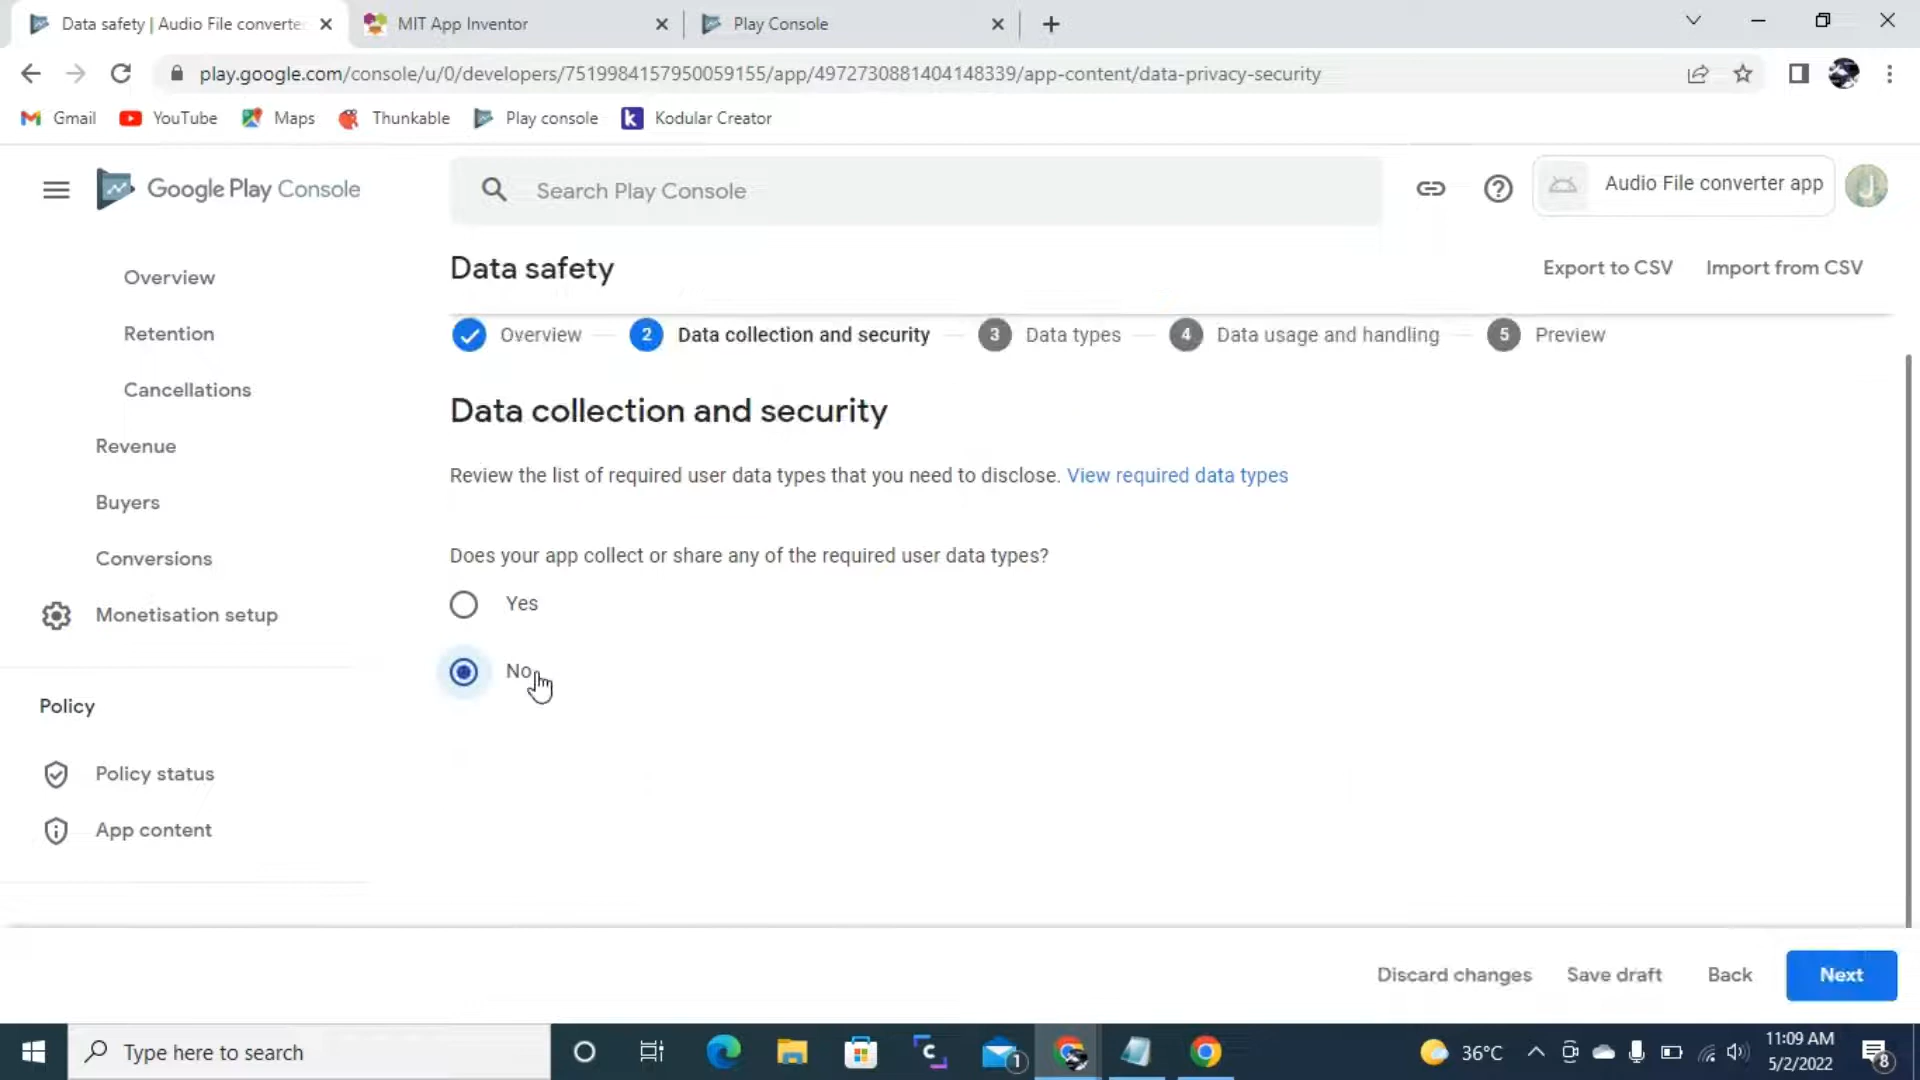 Data safety | Audio File converte
MIT App Inventor
Play Console
play.google.com/console/u/0/developers/7519984157950059155/app/4972730881404148339/app-content/data-privacy-security
Gmail
YouTube
Maps
Thunkable
Play console
Kodular Creator
Google Play Console
Search Play Console
Audio File converter app
J
Overview
Retention
Cancellations
Revenue
Buyers
Conversions
Monetisation setup
Policy
Policy status
App content
Data safety
Export to CSV
Import from CSV
Overview
2 Data collection and security
3 Data types
4 Data usage and handling
5 Preview
Data collection and security
Review the list of required user data types that you need to disclose. View required data types
Does your app collect or share any of the required user data types?
Yes
No
Discard changes
Save draft
Back
Next
Type here to search
1
36°C
11:09 AM
5/2/2022
8